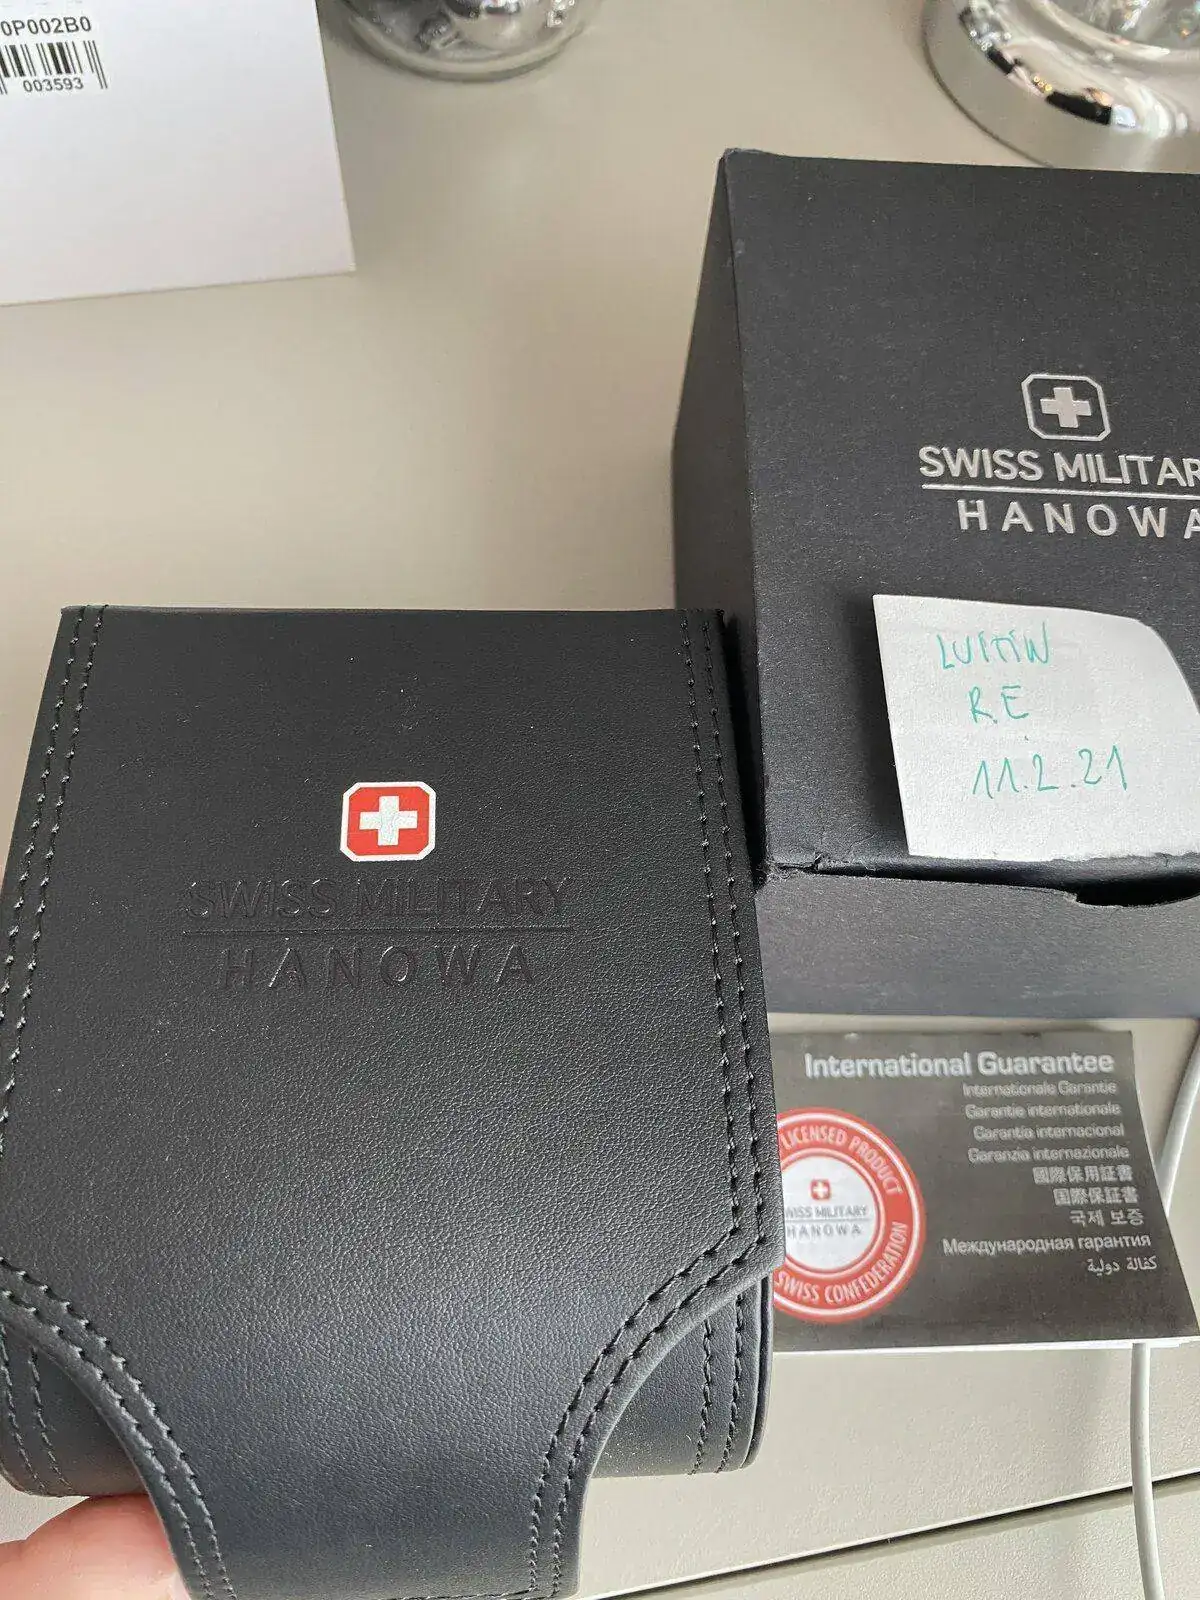 0P002B0
003593
SWISS MILITAR
HANOWA
LUITIN
R.E
11.2.21
SWISS MILITARY
HANOWA
International Guarantee
Internationale Garantie
Garantie internationale
Garantía internacional
Garanzia internazionale
國際保用証書
国際保証書
국제 보증
Международная гарантия
كفالة دولية
LICENSED PRODUCT
WISS MILITARY
HANOWA
SWISS CONFEDERATION